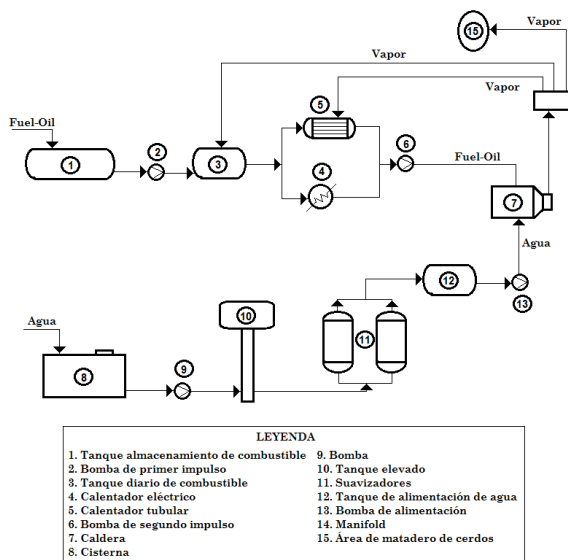 15
Vapor
Vapor
Vapor
5
Fuel-Oil
2
6
1
3
4
Fuel-Oil
7
Agua
12
13
10
Agua
11
9
8
LEYENDA
1. Tanque almacenamiento de combustible
2. Bomba de primer impulso
3. Tanque diario de combustible
4. Calentador eléctrico
5. Calentador tubular
6. Bomba de segundo impulso
7. Caldera
8. Cisterna
9. Bomba
10. Tanque elevado
11. Suavizadores
12. Tanque de alimentación de agua
13. Bomba de alimentación
14. Manifold
15. Área de matadero de cerdos